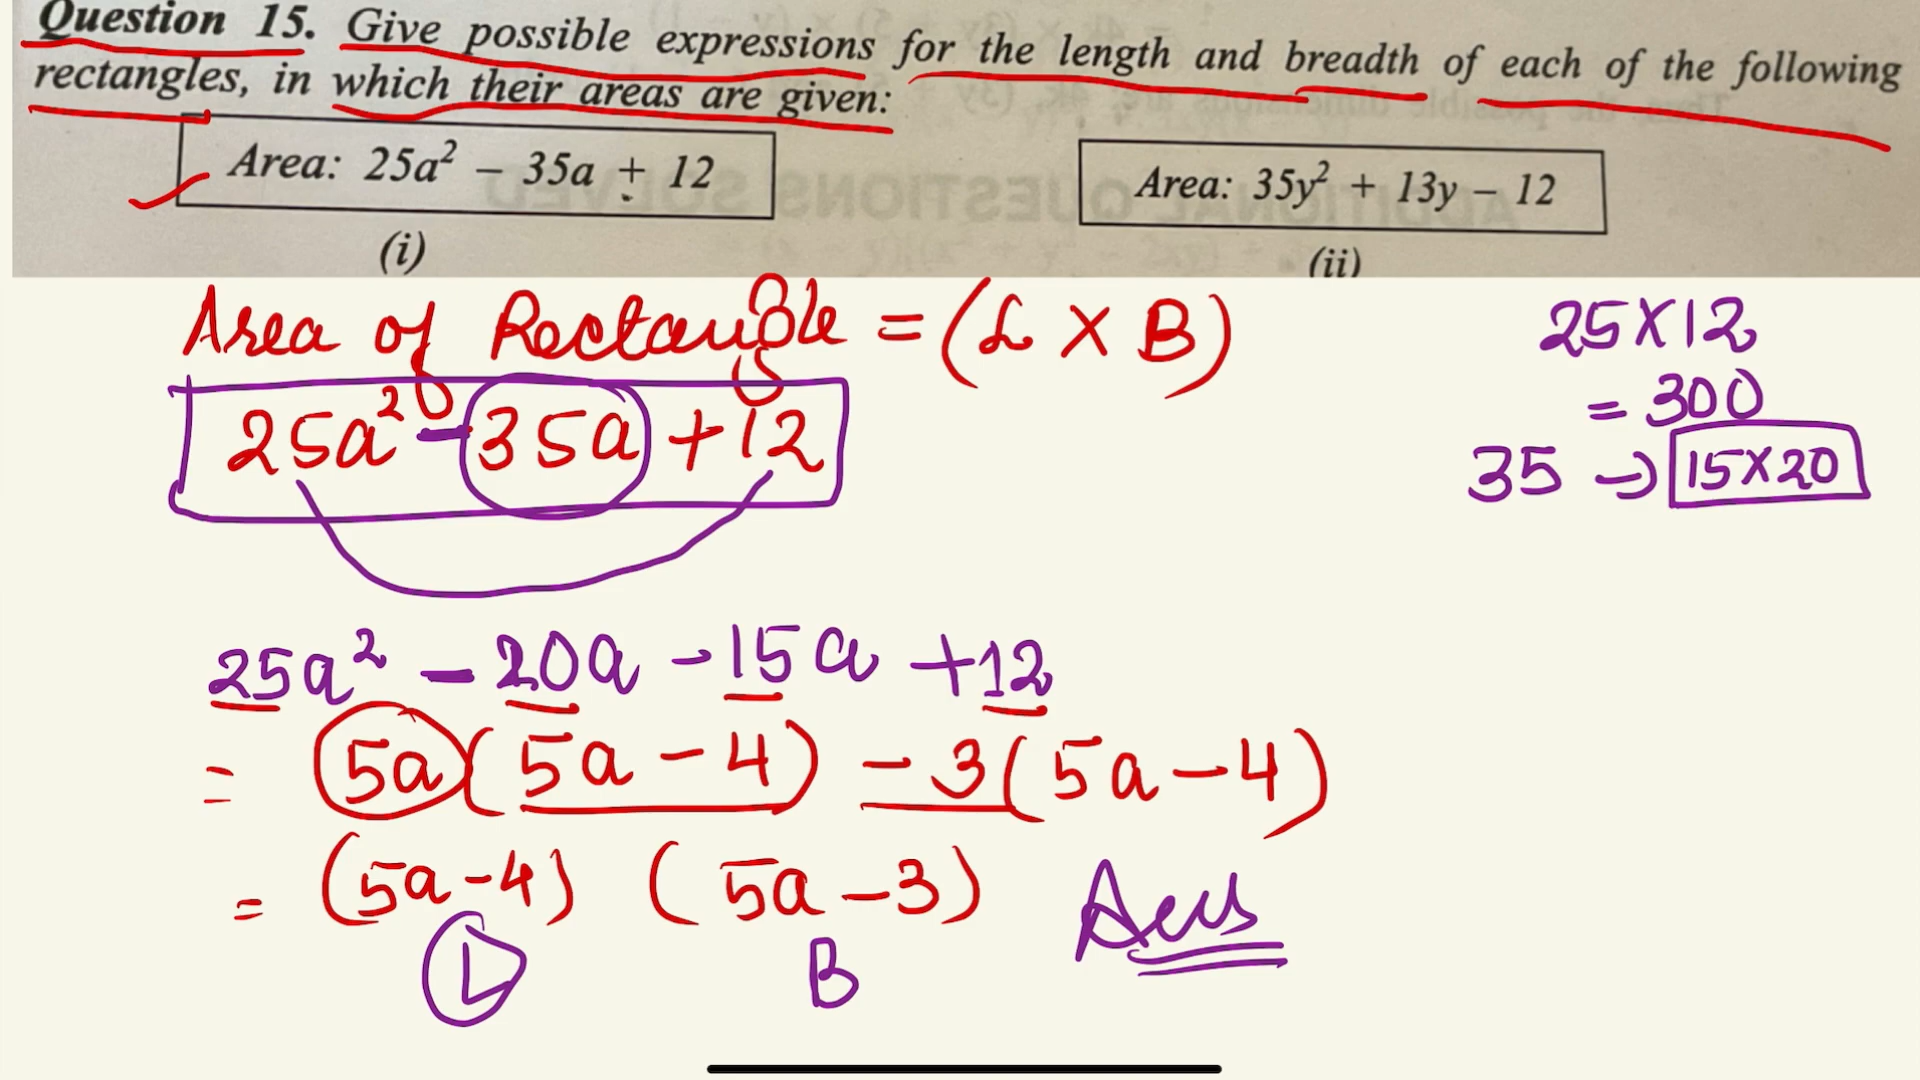 Question 15. Give possible expressions for the length and breadth of each of the following
rectangles, in which their areas are given:
Area: 25a² – 35a + 12
Area: 35y² + 13y – 12
(i)
(ii)
Area of Rectangle = (L × B)
25a² - 35a + 12
25×12
= 300
35 → 15×20
25a² - 20a - 15a + 12
= 5a (5a - 4) - 3 (5a - 4)
= (5a - 4) (5a - 3) Ans
L B